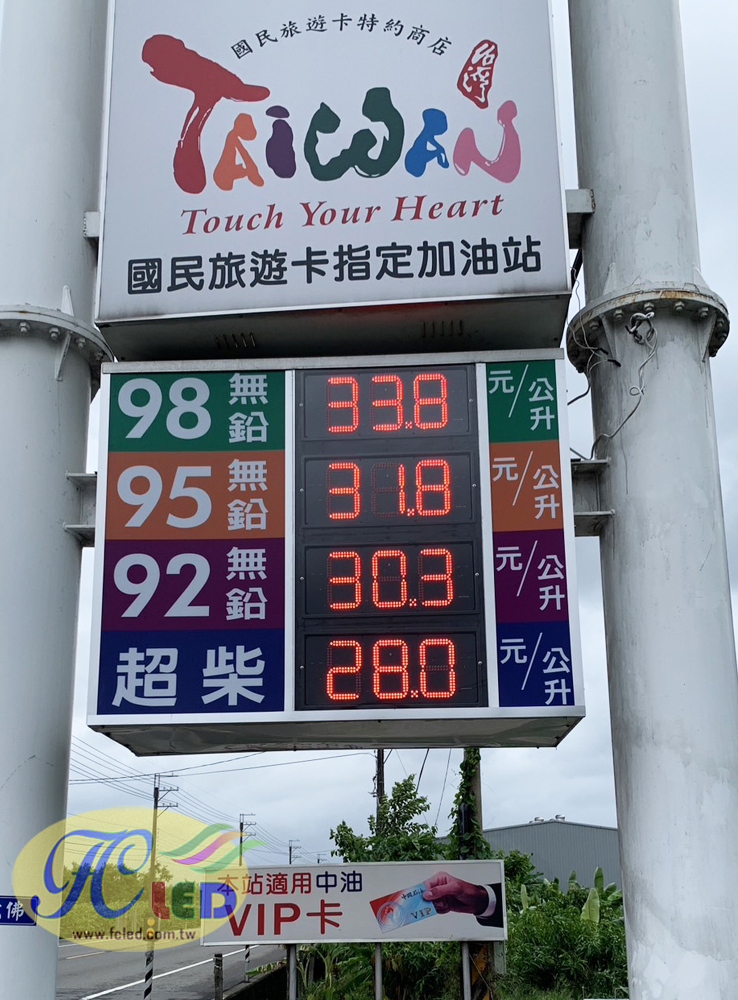 國民旅遊卡特約商店
台灣
TAIWAN
Touch Your Heart
國民旅遊卡指定加油站
98 無鉛 33.8 元/公升
95 無鉛 31.8 元/公升
92 無鉛 30.3 元/公升
超柴 28.0 元/公升
本站適用中油
VIP卡
VIP
佛
FC LED
www.fcled.com.tw